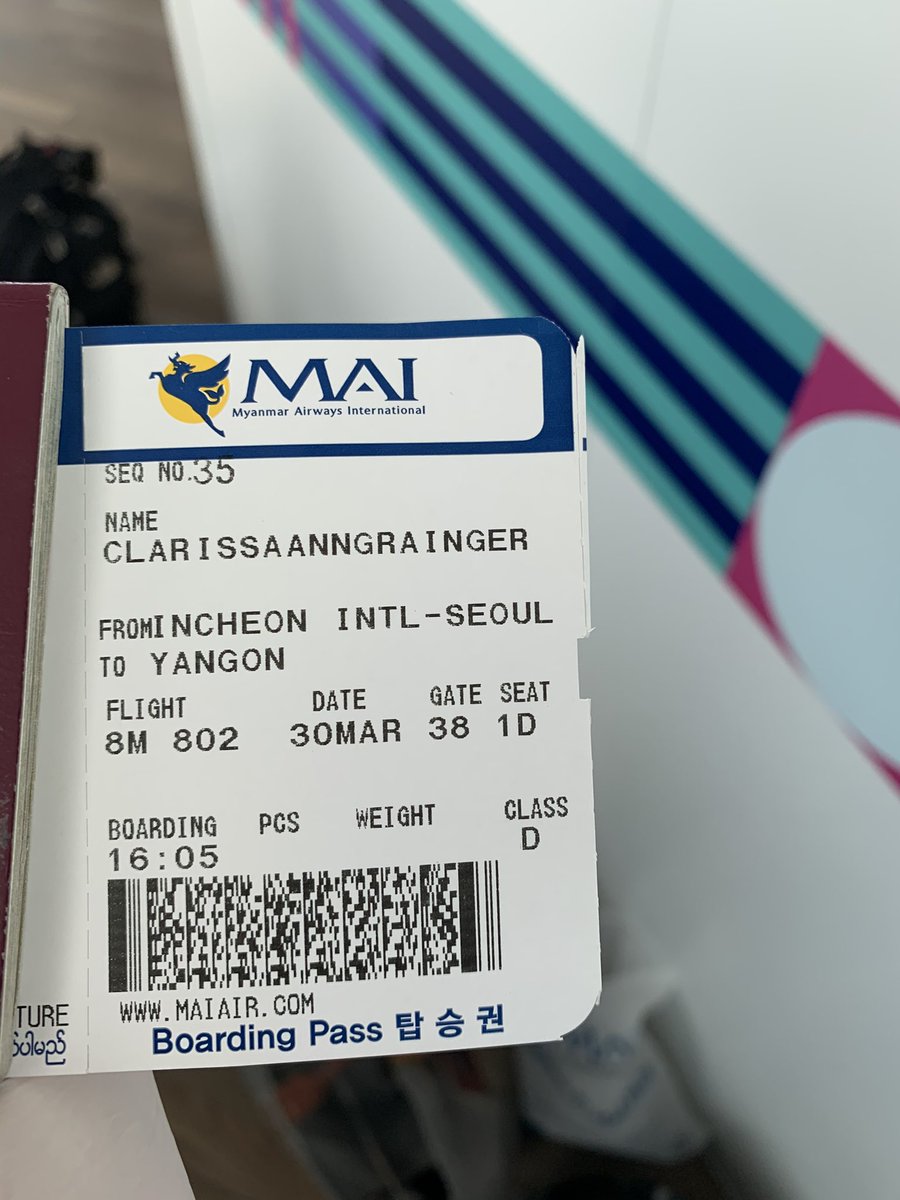 MAI
Myanmar Airways International
SEQ NO.35
NAME
CLARISSAANNGRAINGER
FROMINCHEON INTL-SEOUL
TO YANGON
FLIGHT DATE GATE SEAT
8M 802 30MAR 38 1D
BOARDING PCS WEIGHT CLASS
16:05 D
WWW.MAIAIR.COM
TURE
Boarding Pass 탑승권